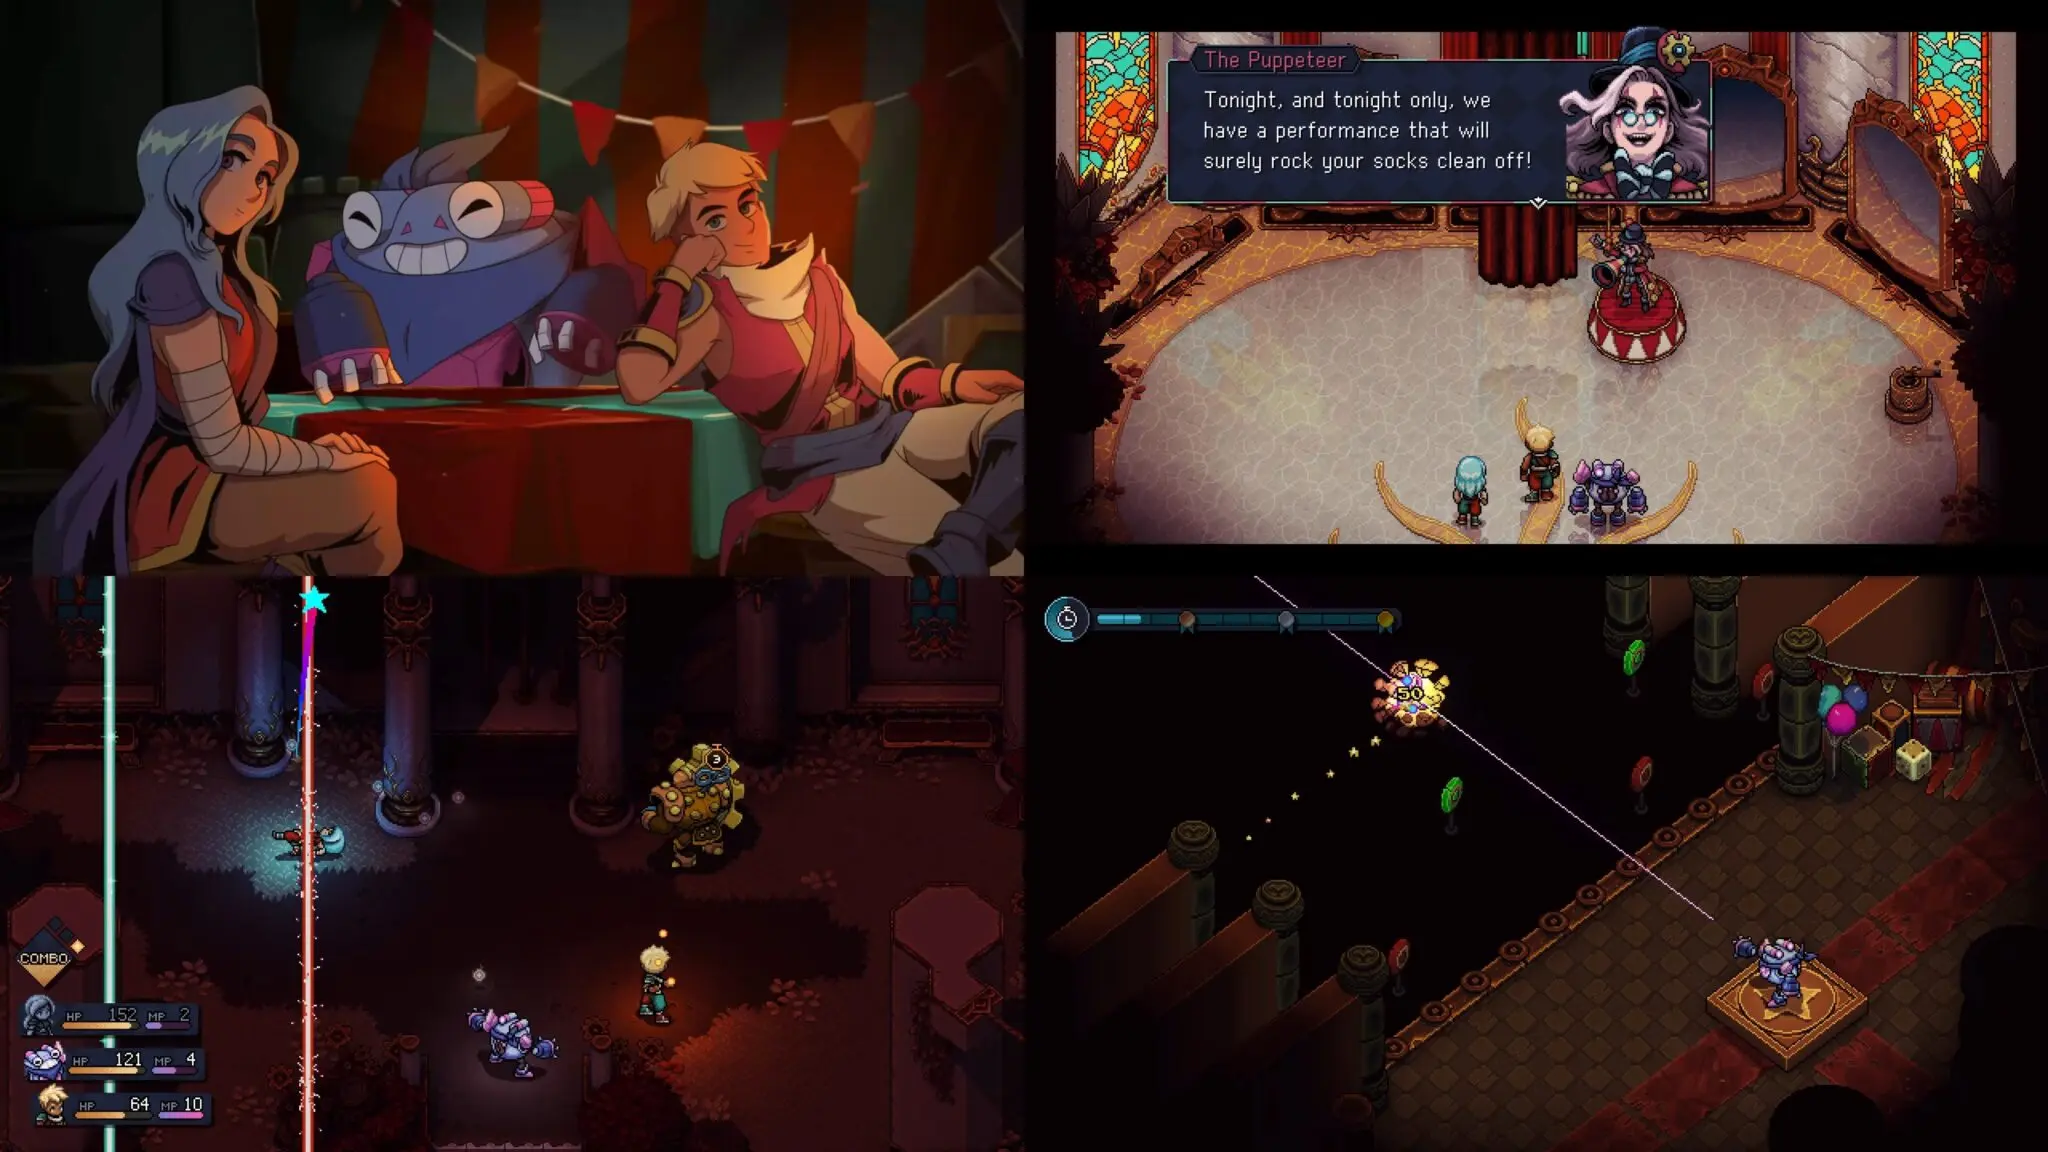 The Puppeteer
Tonight, and tonight only, we
have a performance that will
surely rock your socks clean off!
3
COMBO
HP 152 MP 2
HP 121 MP 4
HP 64 MP 10
50